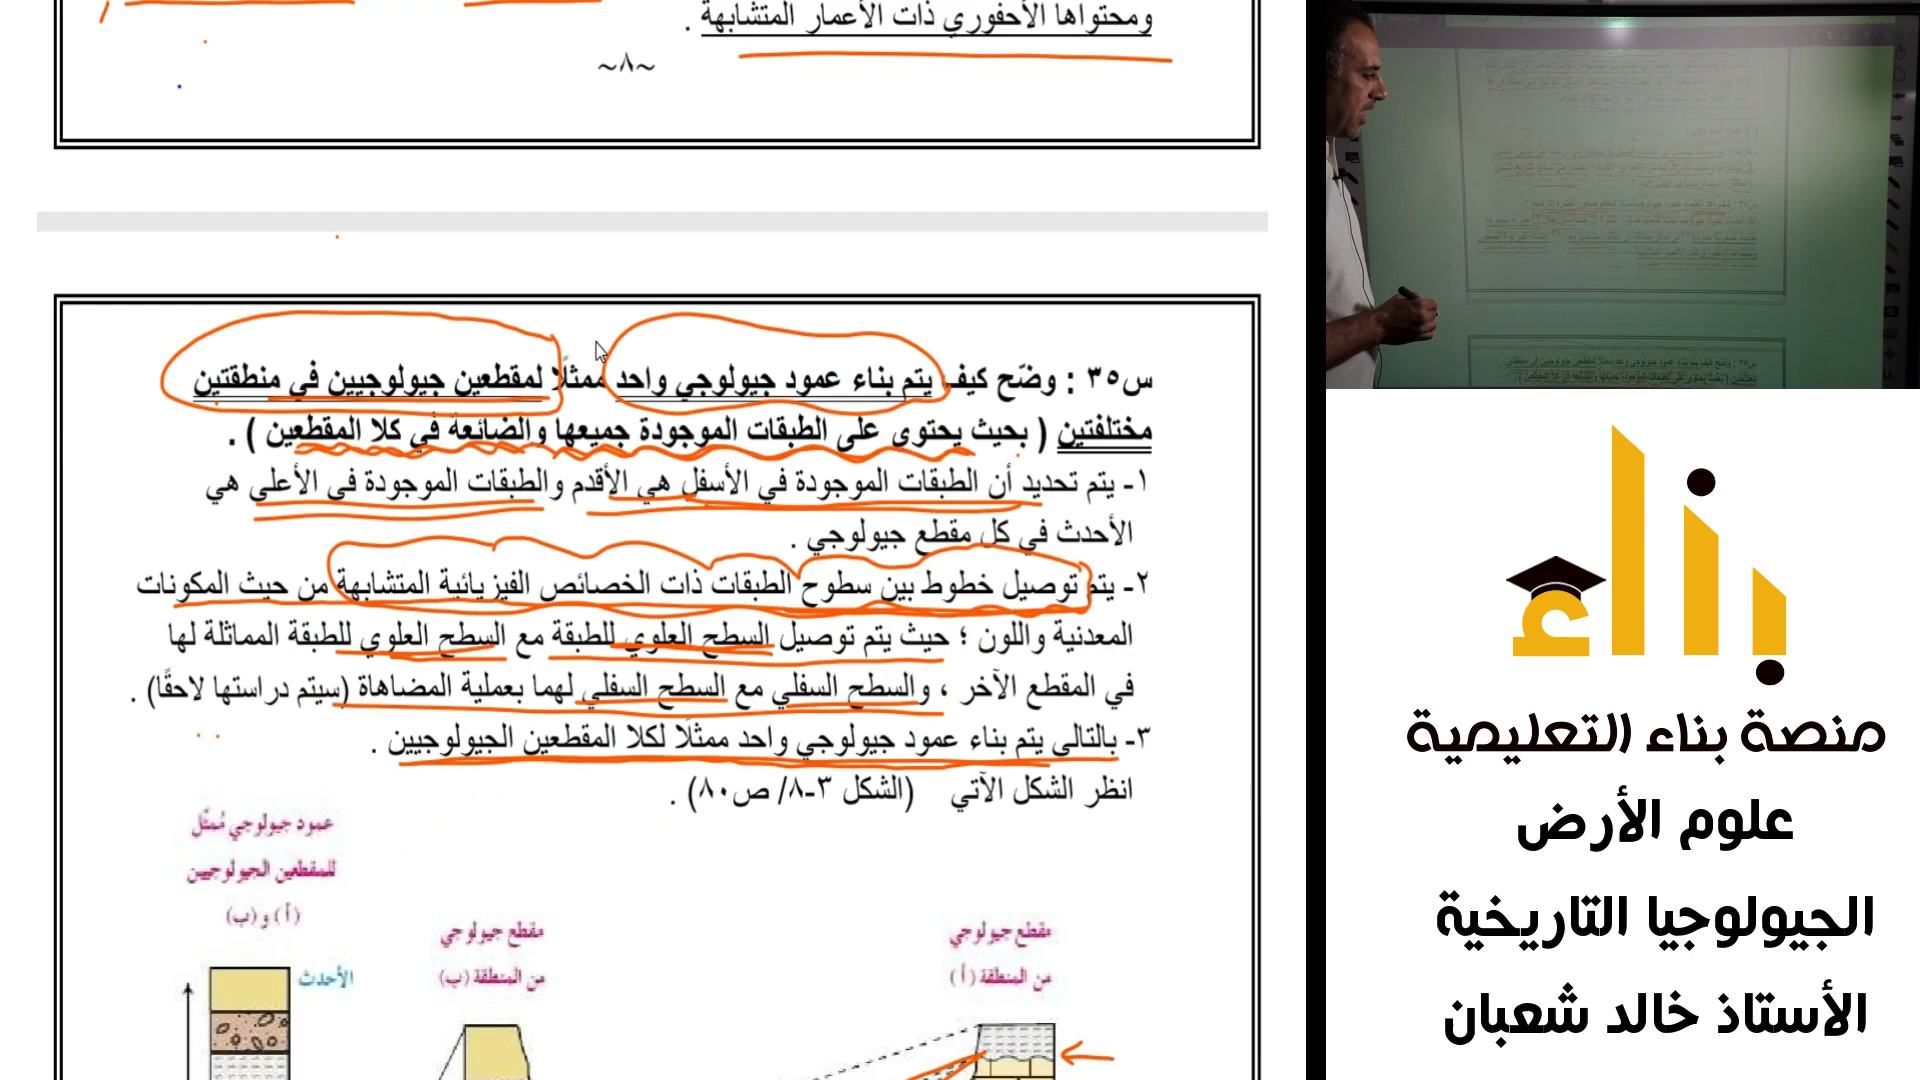 ومحتواها الأحفوري ذات الأعمار المتشابهة .
~٨~
س٣٥ : وضّح كيف يتم بناء عمود جيولوجي واحد ممثلًا لمقطعين جيولوجيين في منطقتين
مختلفتين ( بحيث يحتوى على الطبقات الموجودة جميعها والضائعة في كلا المقطعين ) .
١- يتم تحديد أن الطبقات الموجودة في الأسفل هي الأقدم والطبقات الموجودة في الأعلى هي
الأحدث في كل مقطع جيولوجي .
٢- يتم توصيل خطوط بين سطوح الطبقات ذات الخصائص الفيزيائية المتشابهة من حيث المكونات
المعدنية واللون ؛ حيث يتم توصيل السطح العلوي للطبقة مع السطح العلوي للطبقة المماثلة لها
في المقطع الآخر ، والسطح السفلي مع السطح السفلي لهما بعملية المضاهاة (سيتم دراستها لاحقًا) .
٣- بالتالي يتم بناء عمود جيولوجي واحد ممثلًا لكلا المقطعين الجيولوجيين .
انظر الشكل الآتي (الشكل ٣-٨/ ص٨٠) .
مقطع جيولوجي
من المنطقة (أ)
مقطع جيولوجي
من المنطقة (ب)
عمود جيولوجي مُمثّل
للمقطعين الجيولوجيين
(أ) و (ب)
الأحدث
بناء
منصة بناء التعليمية
علوم الأرض
الجيولوجيا التاريخية
الأستاذ خالد شعبان